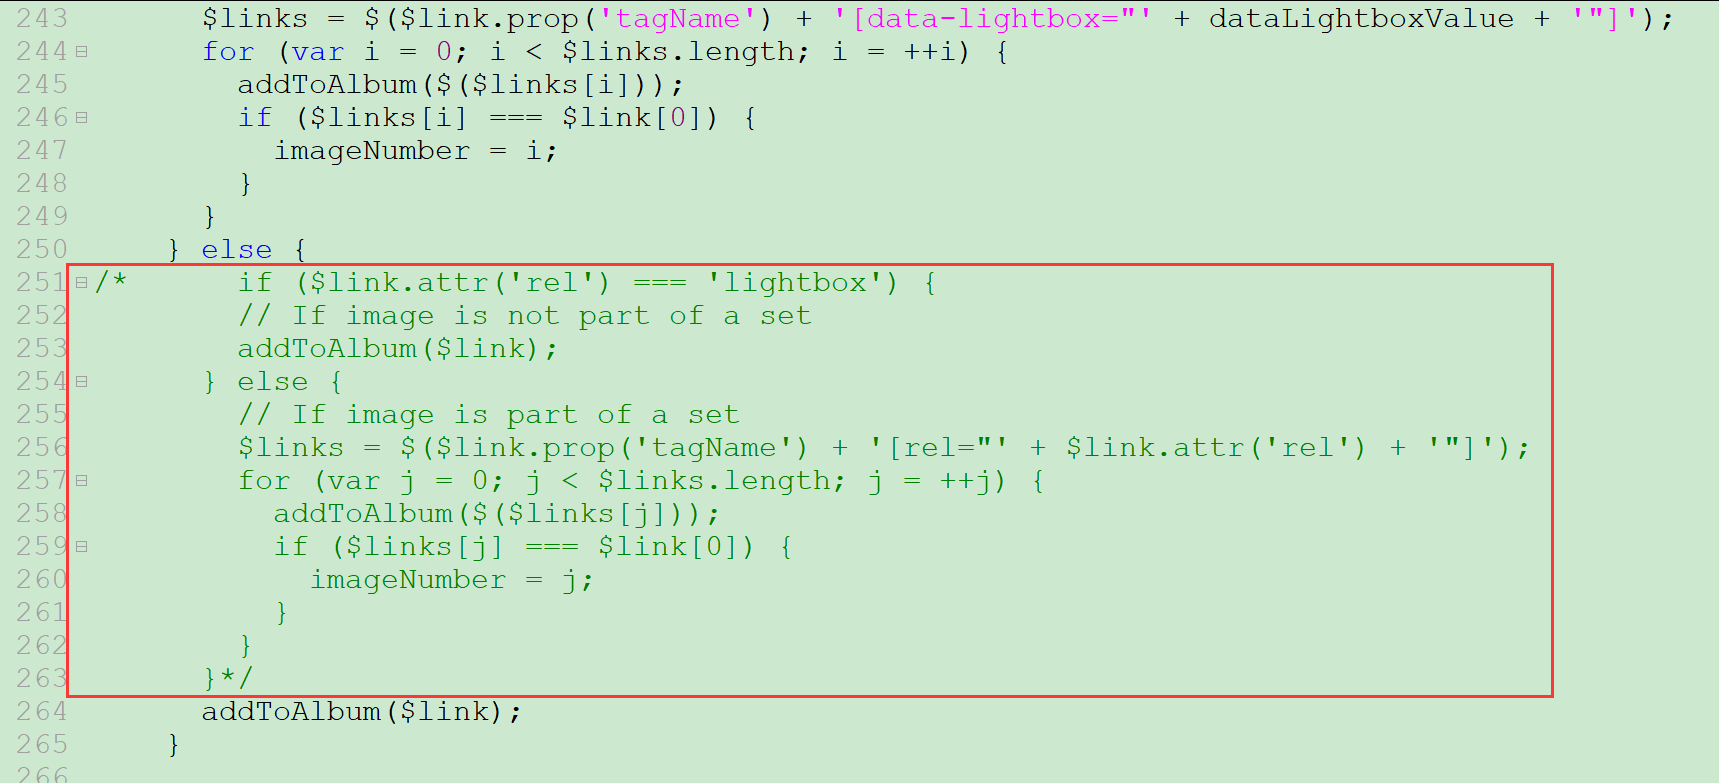 243 $links = $($link.prop('tagName') + '[data-lightbox="' + dataLightboxValue + '"]');
244 for (var i = 0; i < $links.length; i = ++i) {
245 addToAlbum($($links[i]));
246 if ($links[i] === $link[0]) {
247 imageNumber = i;
248 }
249 }
250 } else {
251 /* if ($link.attr('rel') === 'lightbox') {
252 // If image is not part of a set
253 addToAlbum($link);
254 } else {
255 // If image is part of a set
256 $links = $($link.prop('tagName') + '[rel="' + $link.attr('rel') + '"]');
257 for (var j = 0; j < $links.length; j = ++j) {
258 addToAlbum($($links[j]));
259 if ($links[j] === $link[0]) {
260 imageNumber = j;
261 }
262 }
263 }*/
264 addToAlbum($link);
265 }
266